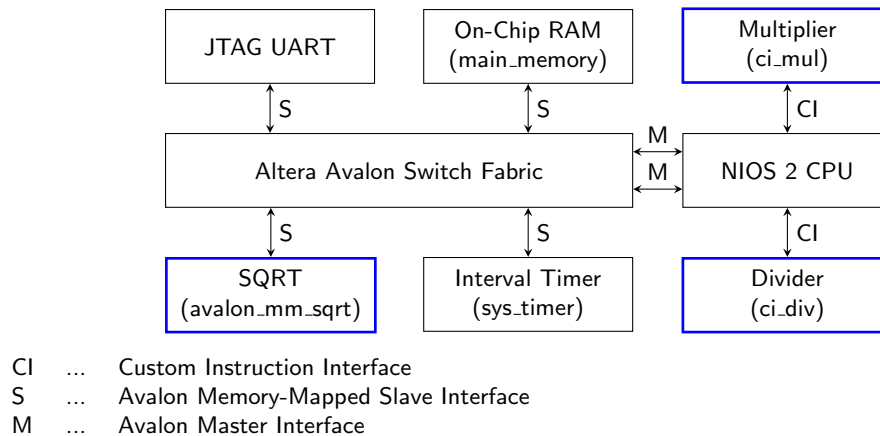 JTAG UART
On-Chip RAM
(main_memory)
Multiplier
(ci_mul)
S
S
CI
Altera Avalon Switch Fabric
M
M
NIOS 2 CPU
S
S
CI
SQRT
(avalon_mm_sqrt)
Interval Timer
(sys_timer)
Divider
(ci_div)
CI ... Custom Instruction Interface
S ... Avalon Memory-Mapped Slave Interface
M ... Avalon Master Interface